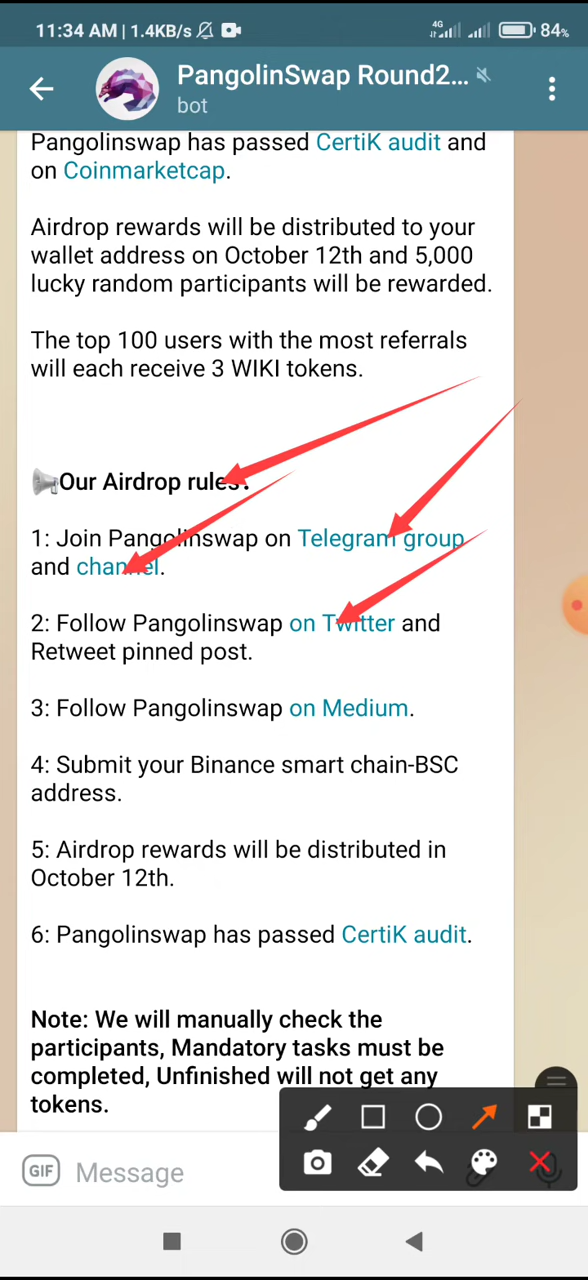 11:34 AM | 1.4KB/s
4G
84%
PangolinSwap Round2...
bot
Pangolinswap has passed CertiK audit and
on Coinmarketcap.
Airdrop rewards will be distributed to your
wallet address on October 12th and 5,000
lucky random participants will be rewarded.
The top 100 users with the most referrals
will each receive 3 WIKI tokens.
Our Airdrop rules:
1: Join Pangolinswap on Telegram group
and channel.
2: Follow Pangolinswap on Twitter and
Retweet pinned post.
3: Follow Pangolinswap on Medium.
4: Submit your Binance smart chain-BSC
address.
5: Airdrop rewards will be distributed in
October 12th.
6: Pangolinswap has passed CertiK audit.
Note: We will manually check the
participants, Mandatory tasks must be
completed, Unfinished will not get any
tokens.
GIF Message